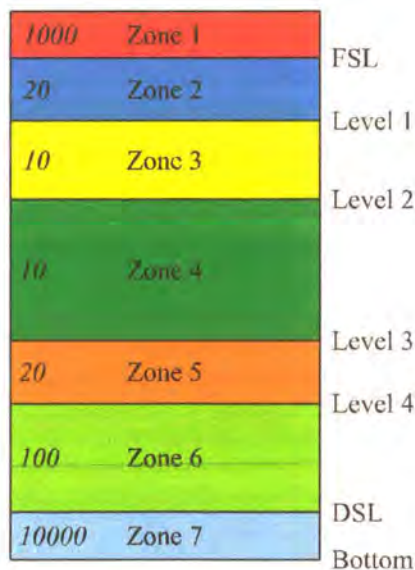 1000 Zone 1
FSL
20 Zone 2
Level 1
10 Zone 3
Level 2
10 Zone 4
Level 3
20 Zone 5
Level 4
100 Zone 6
DSL
10000 Zone 7
Bottom